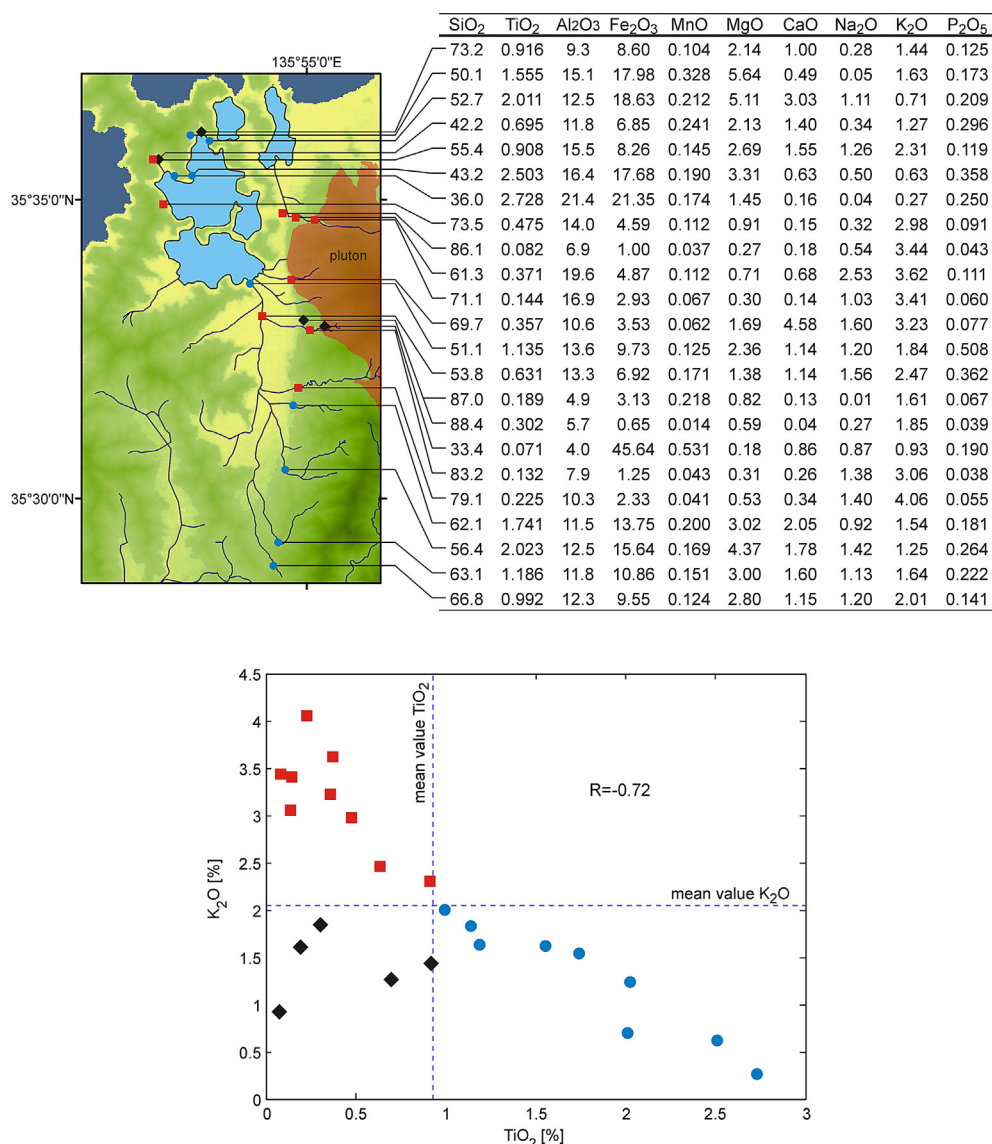 SiO2 TiO2 Al2O3 Fe2O3 MnO MgO CaO Na2O K2O P2O5
73.2 0.916 9.3 8.60 0.104 2.14 1.00 0.28 1.44 0.125
50.1 1.555 15.1 17.98 0.328 5.64 0.49 0.05 1.63 0.173
52.7 2.011 12.5 18.63 0.212 5.11 3.03 1.11 0.71 0.209
42.2 0.695 11.8 6.85 0.241 2.13 1.40 0.34 1.27 0.296
55.4 0.908 15.5 8.26 0.145 2.69 1.55 1.26 2.31 0.119
43.2 2.503 16.4 17.68 0.190 3.31 0.63 0.50 0.63 0.358
36.0 2.728 21.4 21.35 0.174 1.45 0.16 0.04 0.27 0.250
73.5 0.475 14.0 4.59 0.112 0.91 0.15 0.32 2.98 0.091
86.1 0.082 6.9 1.00 0.037 0.27 0.18 0.54 3.44 0.043
61.3 0.371 19.6 4.87 0.112 0.71 0.68 2.53 3.62 0.111
71.1 0.144 16.9 2.93 0.067 0.30 0.14 1.03 3.41 0.060
69.7 0.357 10.6 3.53 0.062 1.69 4.58 1.60 3.23 0.077
51.1 1.135 13.6 9.73 0.125 2.36 1.14 1.20 1.84 0.508
53.8 0.631 13.3 6.92 0.171 1.38 1.14 1.56 2.47 0.362
87.0 0.189 4.9 3.13 0.218 0.82 0.13 0.01 1.61 0.067
88.4 0.302 5.7 0.65 0.014 0.59 0.04 0.27 1.85 0.039
33.4 0.071 4.0 45.64 0.531 0.18 0.86 0.87 0.93 0.190
83.2 0.132 7.9 1.25 0.043 0.31 0.26 1.38 3.06 0.038
79.1 0.225 10.3 2.33 0.041 0.53 0.34 1.40 4.06 0.055
62.1 1.741 11.5 13.75 0.200 3.02 2.05 0.92 1.54 0.181
56.4 2.023 12.5 15.64 0.169 4.37 1.78 1.42 1.25 0.264
63.1 1.186 11.8 10.86 0.151 3.00 1.60 1.13 1.64 0.222
66.8 0.992 12.3 9.55 0.124 2.80 1.15 1.20 2.01 0.141
135°55'0"E
35°35'0"N
pluton
35°30'0"N
4.5
4
3.5
3
2.5
2
1.5
1
0.5
0
K2O [%]
mean value TiO2
R=-0.72
mean value K2O
0 0.5 1 1.5 2 2.5 3
TiO2 [%]